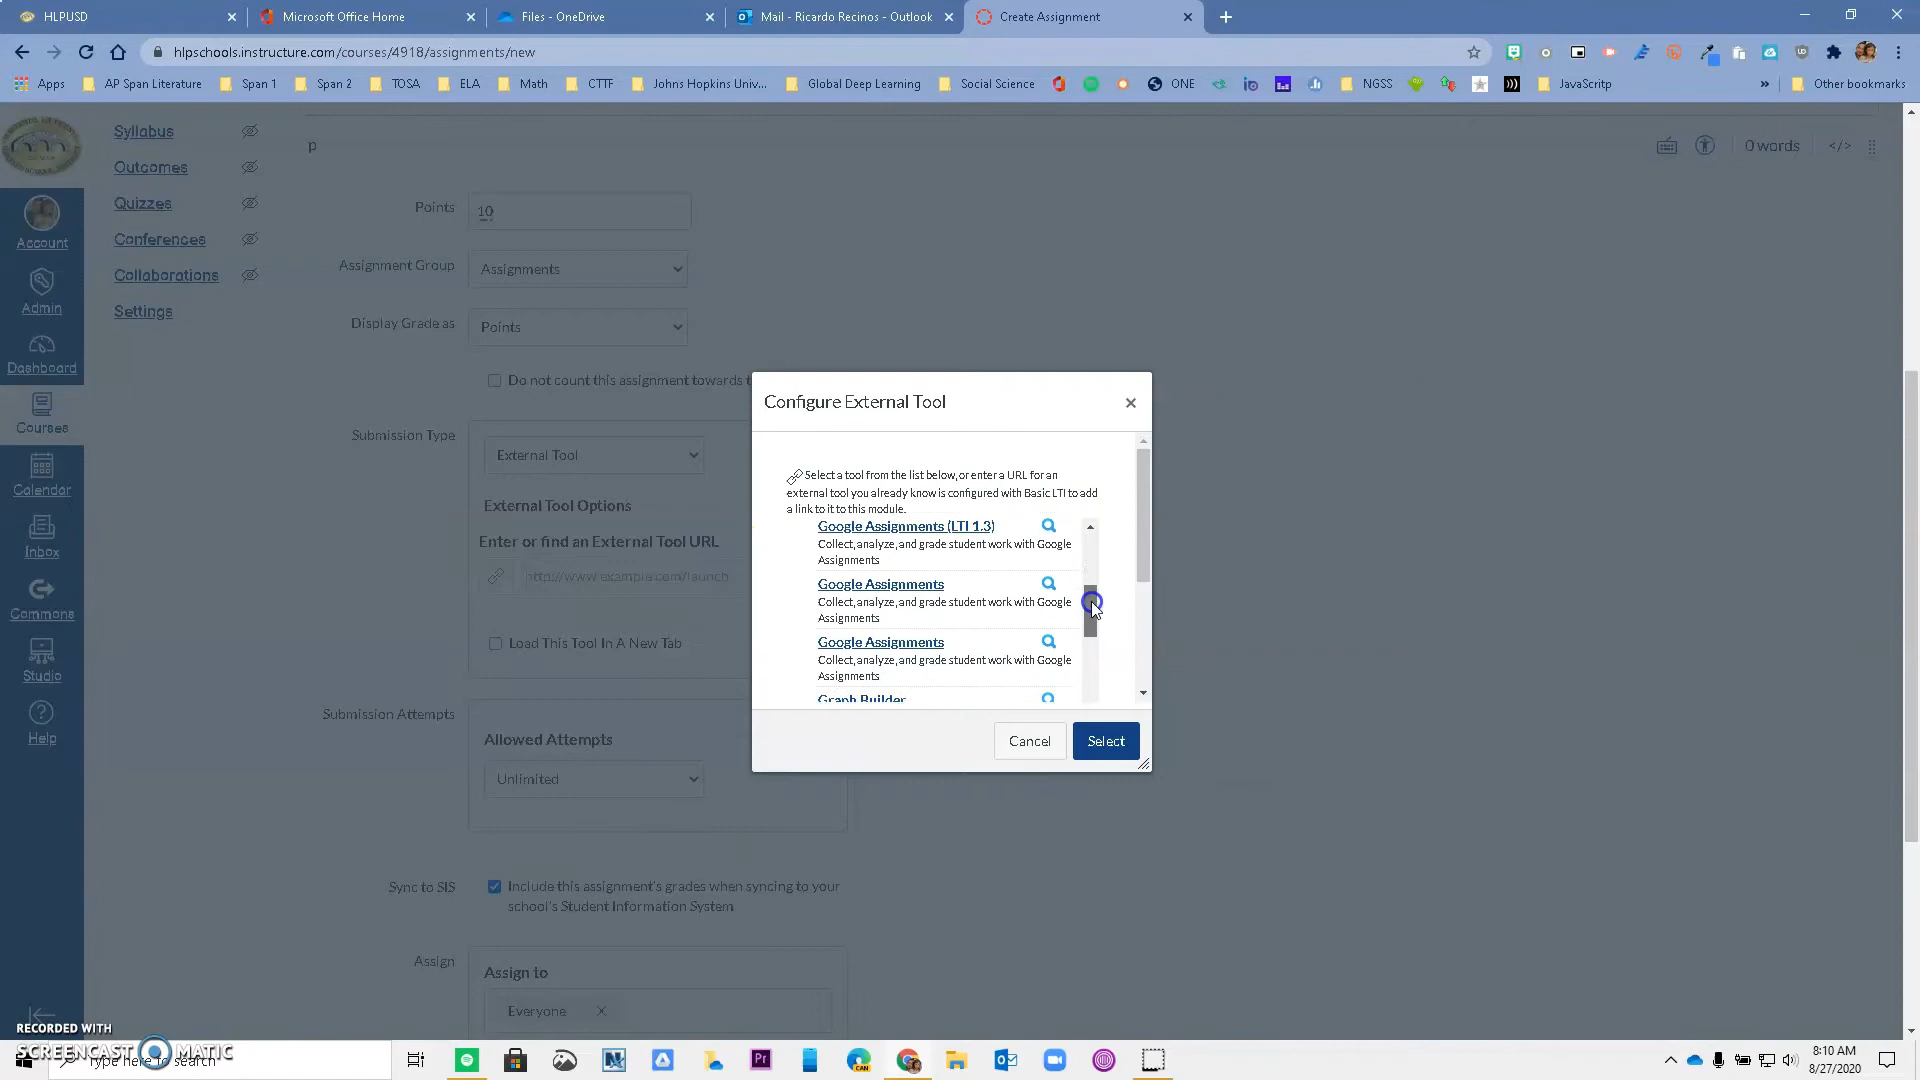 HLPUSD
Microsoft Office Home
Files - OneDrive
Mail - Ricardo Recinos - Outlook
Create Assignment
hlpschools.instructure.com/courses/4918/assignments/new
Apps
AP Span Literature
Span 1
Span 2
TOSA
ELA
Math
CTTF
Johns Hopkins Univ...
Global Deep Learning
Social Science
ONE
NGSS
JavaScritp
»
Other bookmarks
Syllabus
Outcomes
Quizzes
Conferences
Collaborations
Settings
Account
Admin
Dashboard
Courses
Calendar
Inbox
Commons
Studio
Help
p
0 words
</>
Points
10
Assignment Group
Assignments
Display Grade as
Points
Do not count this assignment towards t
Submission Type
External Tool
External Tool Options
Enter or find an External Tool URL
http://www.example.com/launch
Load This Tool In A New Tab
Submission Attempts
Allowed Attempts
Unlimited
Sync to SIS
Include this assignment's grades when syncing to your
school's Student Information System
Assign
Assign to
Everyone
Configure External Tool
Select a tool from the list below, or enter a URL for an
external tool you already know is configured with Basic LTI to add
a link to it to this module.
Google Assignments (LTI 1.3)
Collect, analyze, and grade student work with Google
Assignments
Google Assignments
Collect, analyze, and grade student work with Google
Assignments
Google Assignments
Collect, analyze, and grade student work with Google
Assignments
Graph Builder
Cancel
Select
RECORDED WITH
SCREENCAST MATIC
Type here to search
Pr
CAN
8:10 AM
8/27/2020